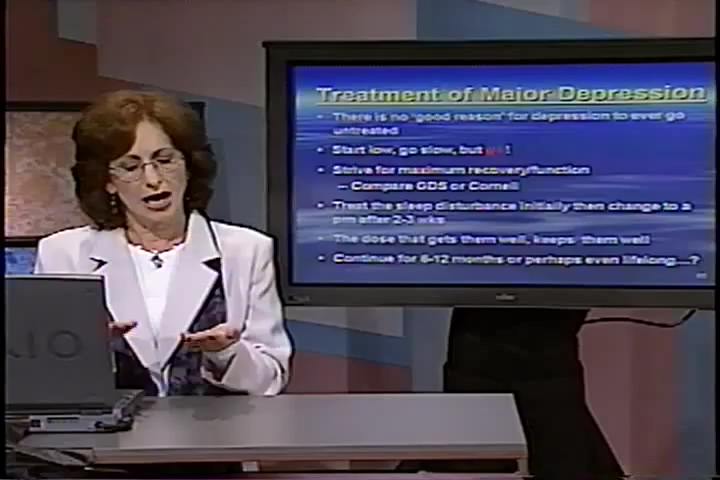 Treatment of Major Depression
• There is no 'good reason' for depression to ever go
untreated
• Start low, go slow, but go!
• Strive for maximum recovery/function
– Compare GDS or Cornell
• Treat the sleep disturbance initially then change to a
prn after 2-3 wks
• The dose that gets them well, keeps them well
• Continue for 6-12 months or perhaps even lifelong...?